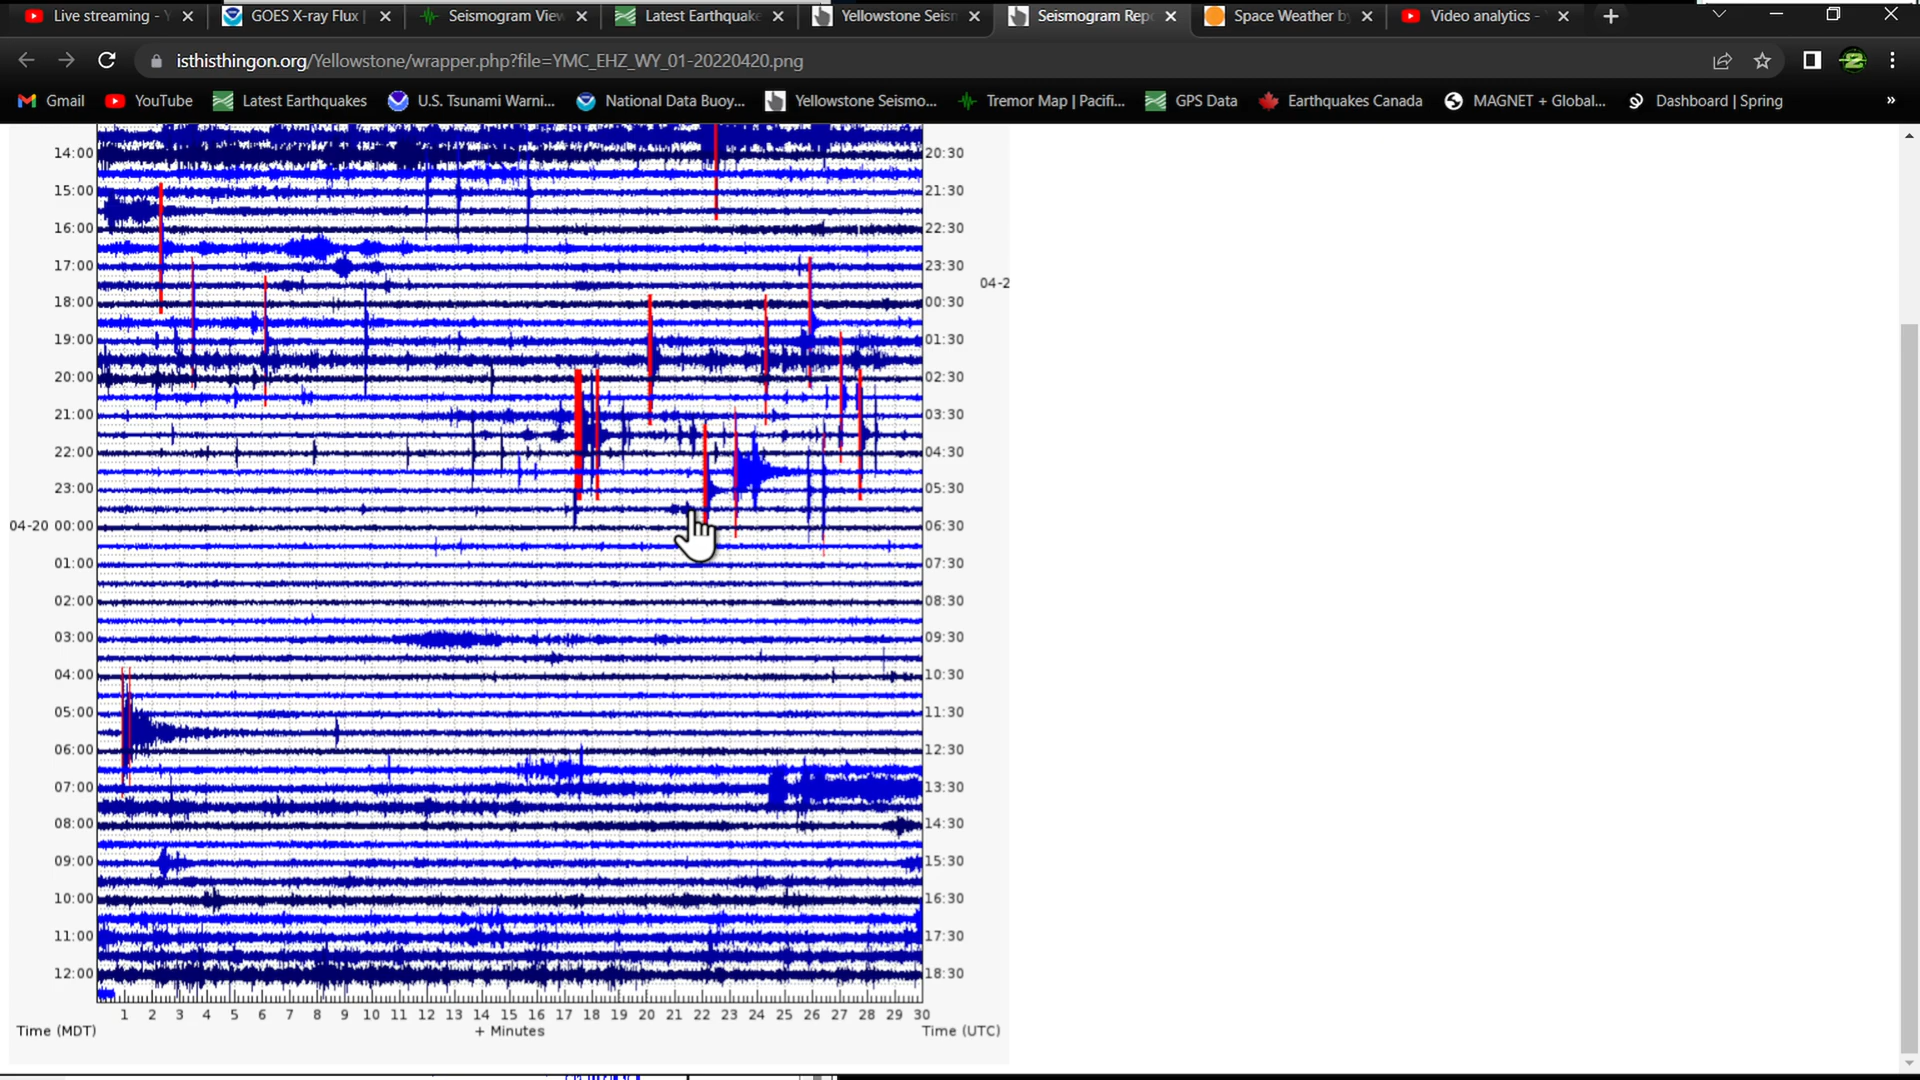 Live streaming - Y
GOES X-ray Flux |
Seismogram View
Latest Earthquake
Yellowstone Seism
Seismogram Repo
Space Weather by
Video analytics -
isthisthingon.org/Yellowstone/wrapper.php?file=YMC_EHZ_WY_01-20220420.png
Gmail YouTube Latest Earthquakes U.S. Tsunami Warni... National Data Buoy... Yellowstone Seismo... Tremor Map | Pacifi... GPS Data Earthquakes Canada MAGNET + Global... Dashboard | Spring »
14:00 20:30
15:00 21:30
16:00 22:30
17:00 23:30
04-2
18:00 00:30
19:00 01:30
20:00 02:30
21:00 03:30
22:00 04:30
23:00 05:30
04-20 00:00 06:30
01:00 07:30
02:00 08:30
03:00 09:30
04:00 10:30
05:00 11:30
06:00 12:30
07:00 13:30
08:00 14:30
09:00 15:30
10:00 16:30
11:00 17:30
12:00 18:30
1 2 3 4 5 6 7 8 9 10 11 12 13 14 15 16 17 18 19 20 21 22 23 24 25 26 27 28 29 30
Time (MDT) + Minutes Time (UTC)